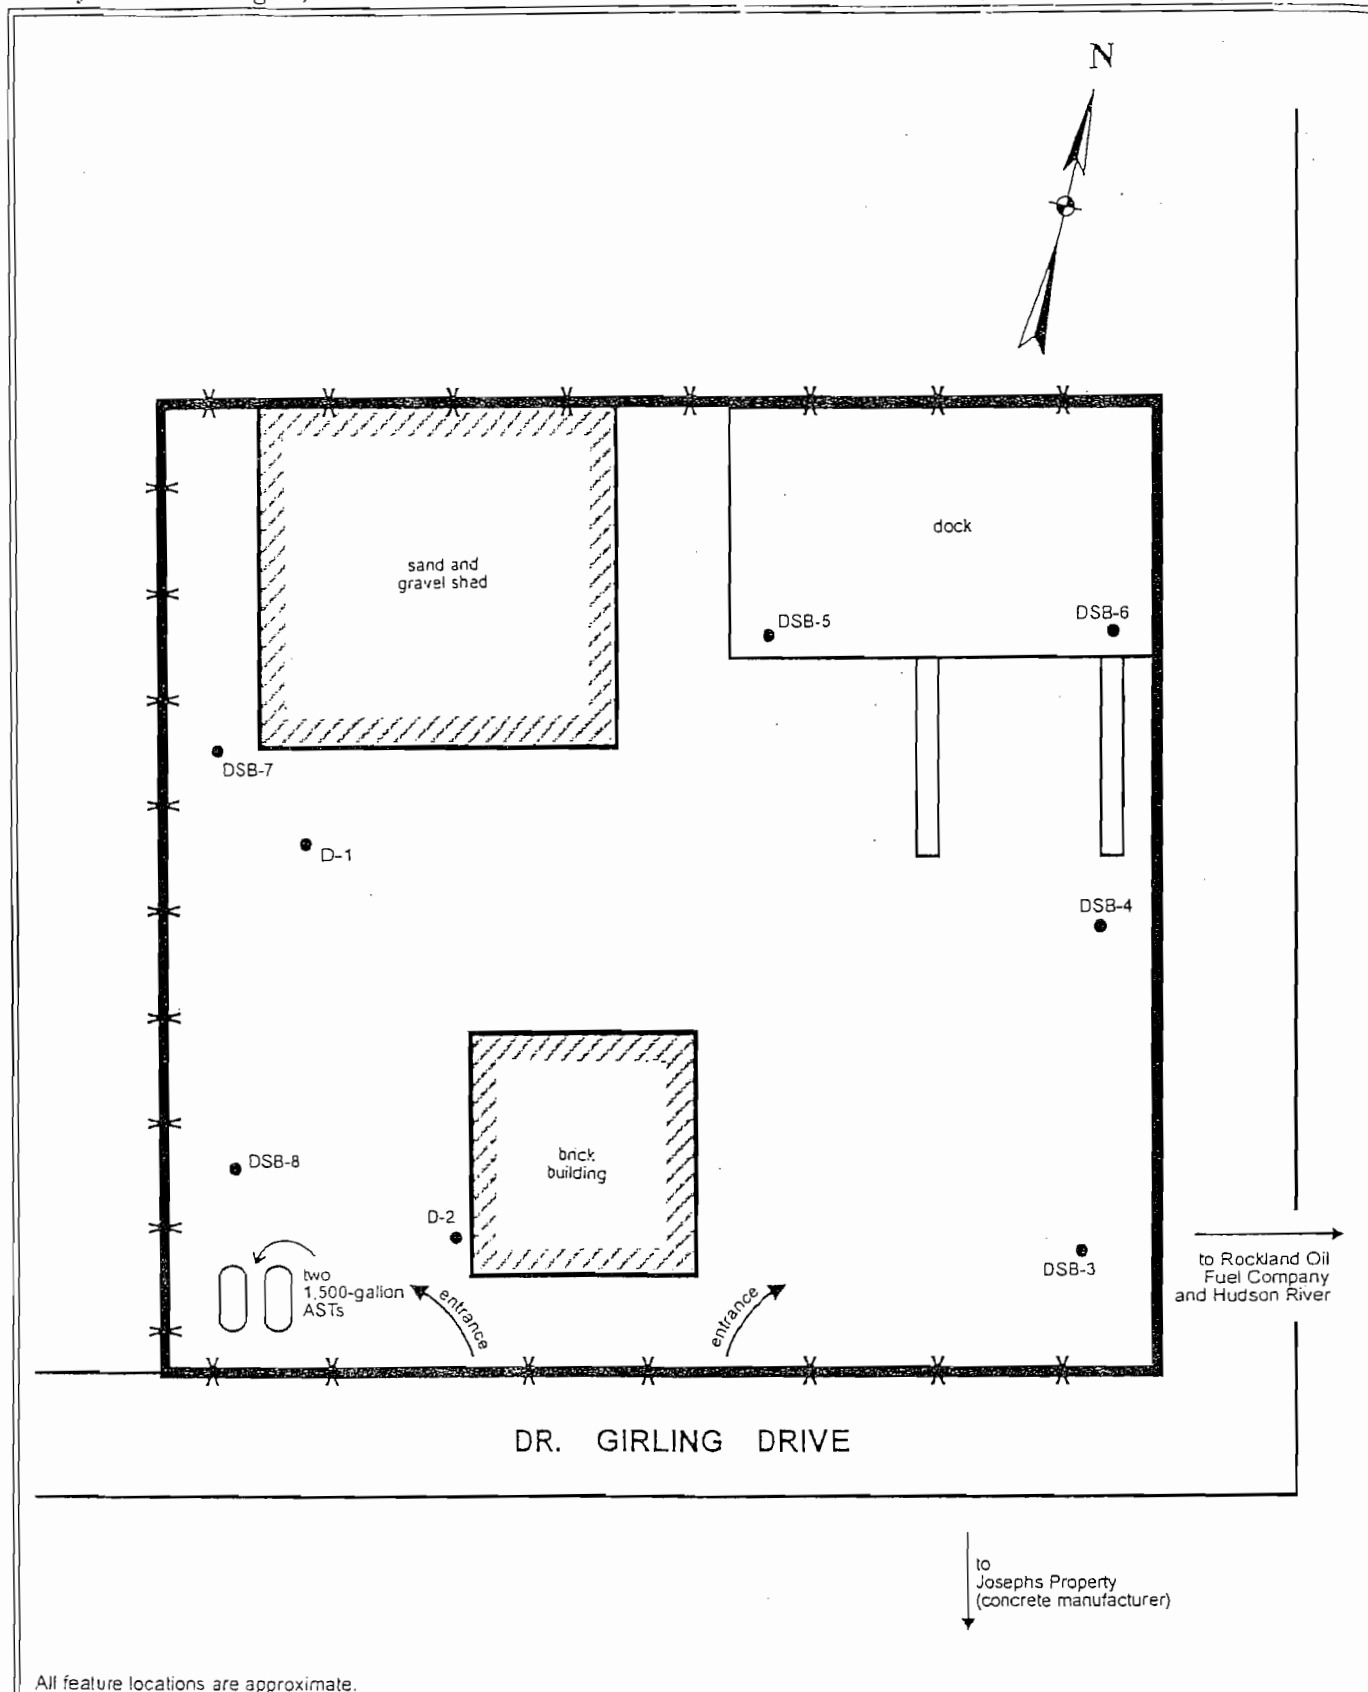 N
dock
sand and
gravel shed
DSB-5
DSB-6
DSB-7
D-1
DSB-4
brick
building
DSB-8
D-2
DSB-3
to Rockland Oil
Fuel Company
and Hudson River
two
1,500-gallon
ASTs
entrance
entrance
DR. GIRLING DRIVE
to
Josephs Property
(concrete manufacturer)
All feature locations are approximate.